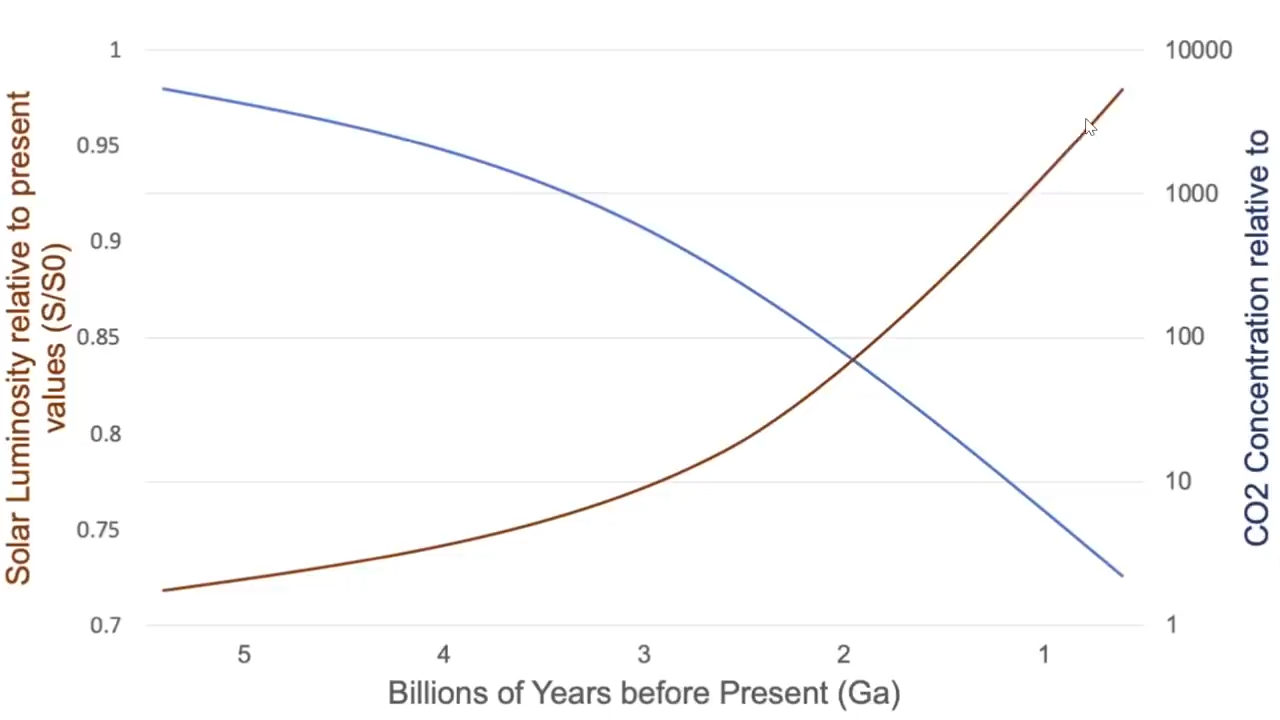 Solar Luminosity relative to present
values (S/S0)
1
0.95
0.9
0.85
0.8
0.75
0.7
10000
1000
100
10
1
CO2 Concentration relative to
5 4 3 2 1
Billions of Years before Present (Ga)